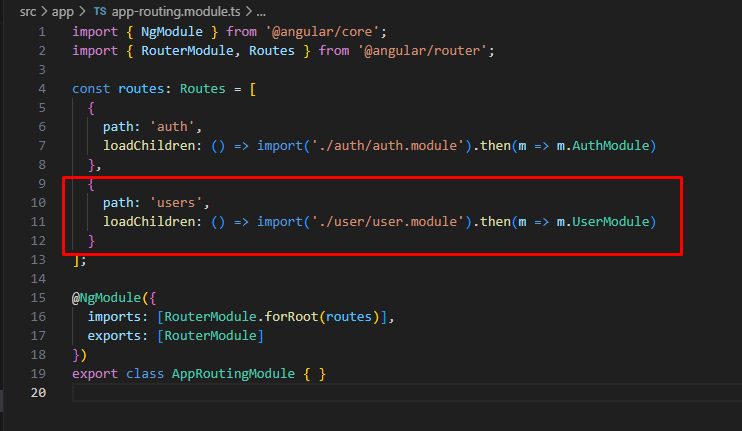 src > app > TS app-routing.module.ts > ...
1 import { NgModule } from '@angular/core';
2 import { RouterModule, Routes } from '@angular/router';
3
4 const routes: Routes = [
5   {
6     path: 'auth',
7     loadChildren: () => import('./auth/auth.module').then(m => m.AuthModule)
8   },
9   {
10     path: 'users',
11     loadChildren: () => import('./user/user.module').then(m => m.UserModule)
12   }
13 ];
14
15 @NgModule({
16   imports: [RouterModule.forRoot(routes)],
17   exports: [RouterModule]
18 })
19 export class AppRoutingModule { }
20